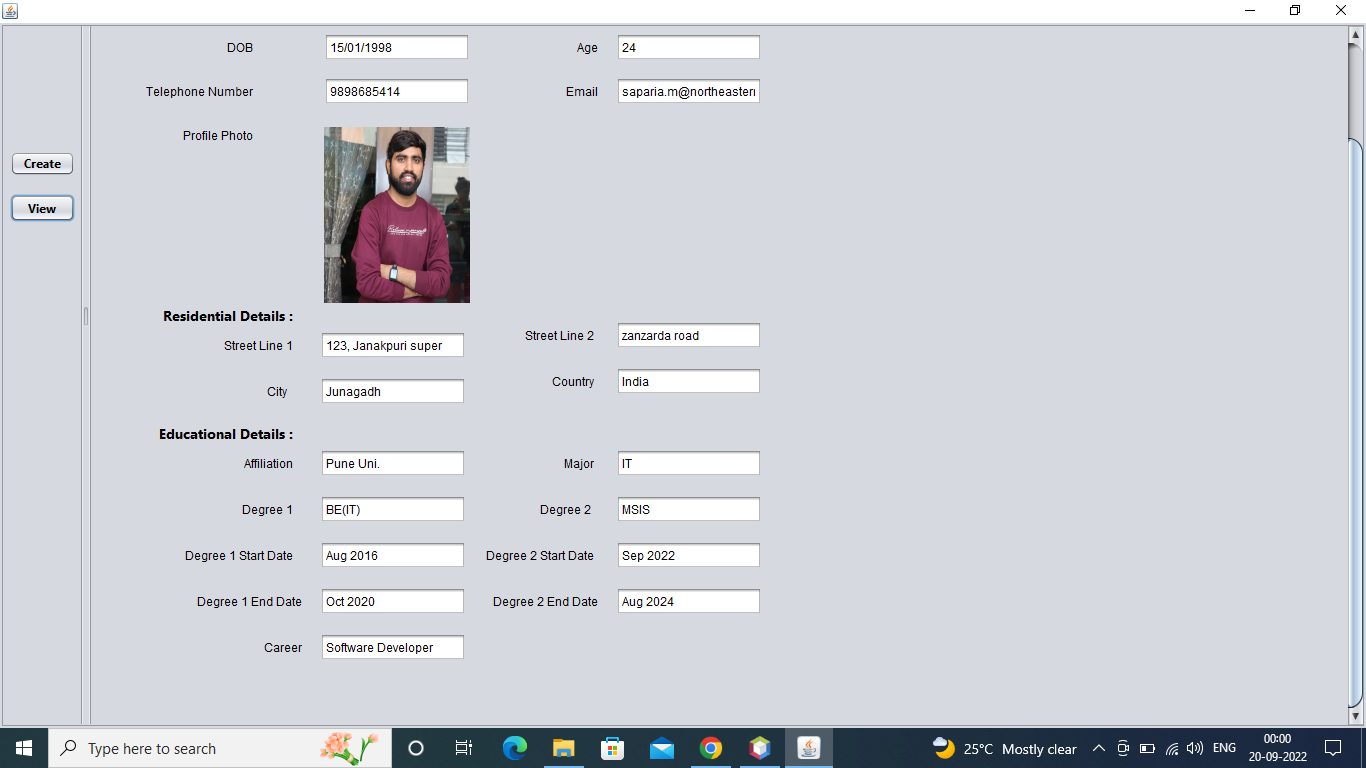 DOB 15/01/1998 Age 24
Telephone Number 9898685414 Email saparia.m@northeastern
Profile Photo
Create
View
Residential Details :
Street Line 1 123, Janakpuri super Street Line 2 zanzarda road
City Junagadh Country India
Educational Details :
Affiliation Pune Uni. Major IT
Degree 1 BE(IT) Degree 2 MSIS
Degree 1 Start Date Aug 2016 Degree 2 Start Date Sep 2022
Degree 1 End Date Oct 2020 Degree 2 End Date Aug 2024
Career Software Developer
Type here to search 25°C Mostly clear ENG 00:00
20-09-2022